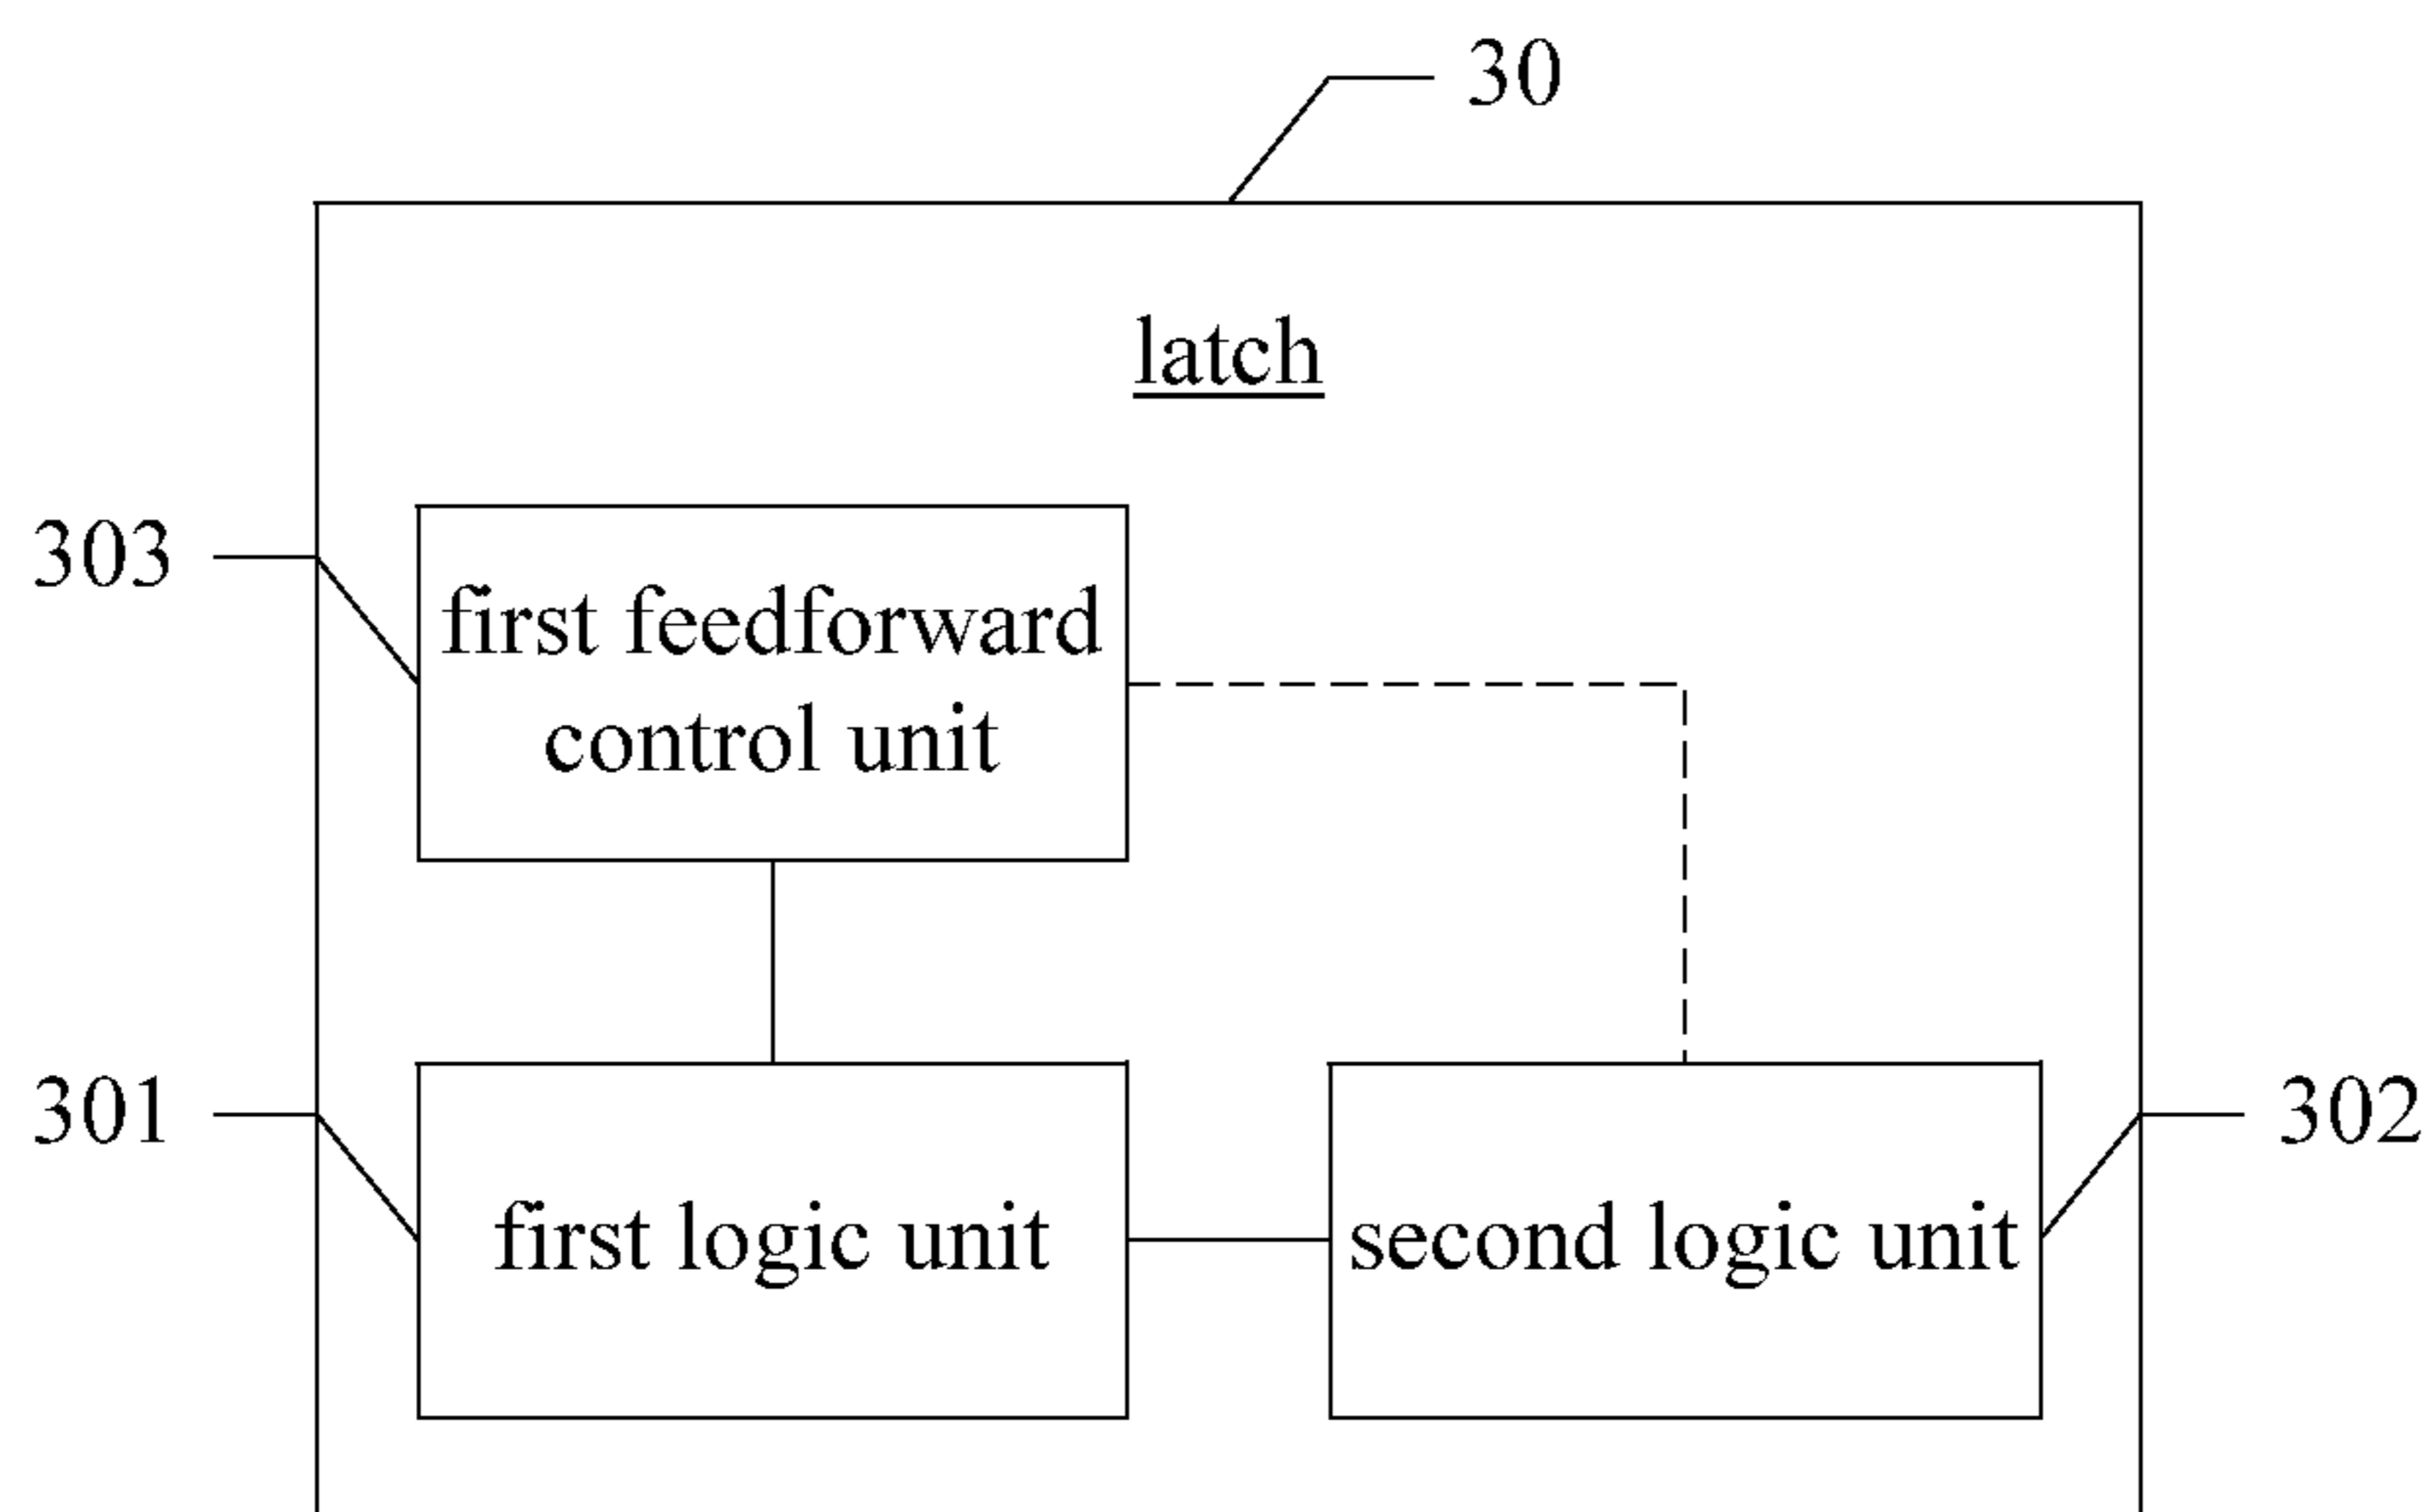 30
latch
303
first feedforward
control unit
301
302
first logic unit
second logic unit